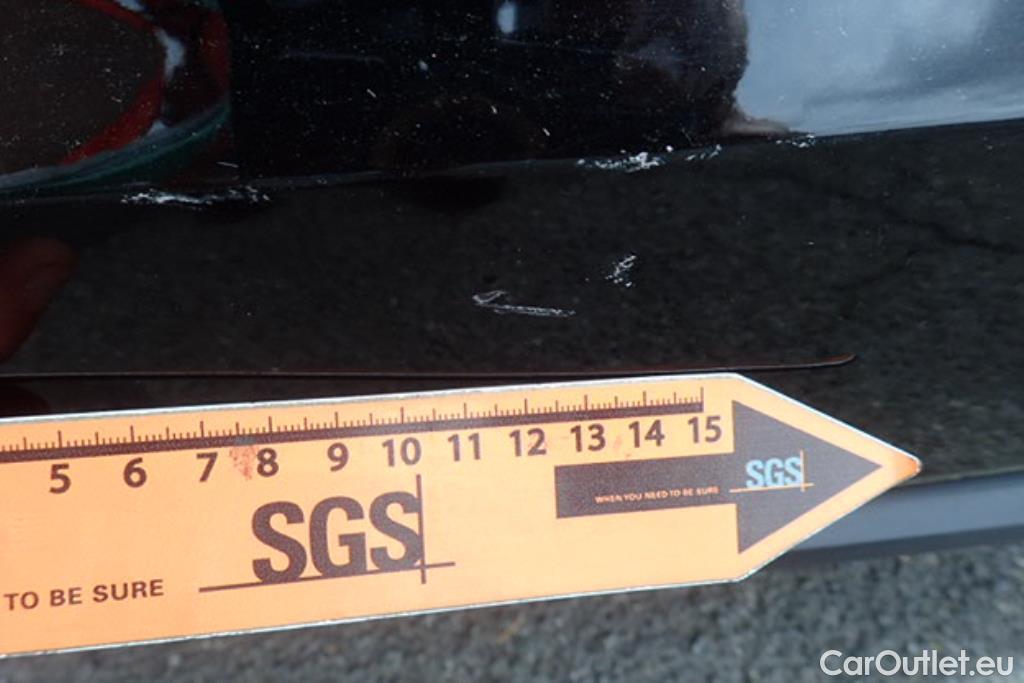 5 6 7 8 9 10 11 12 13 14 15
SGS
WHEN YOU NEED TO BE SURE
SGS
TO BE SURE
CarOutlet.eu